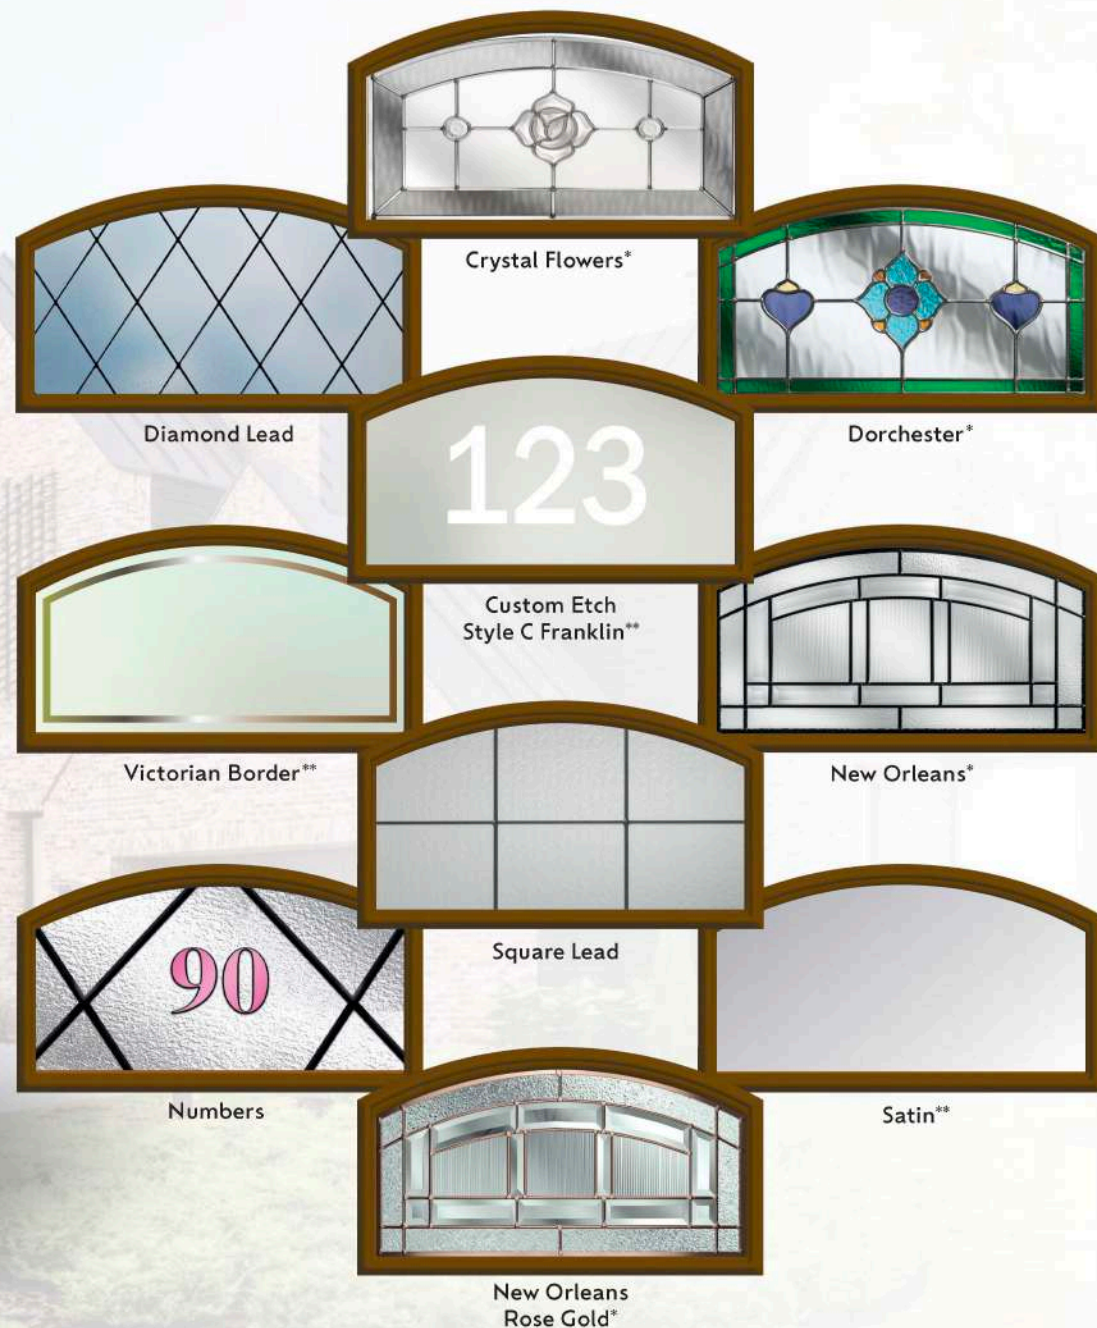 Crystal Flowers*
Diamond Lead
Dorchester*
123
Custom Etch
Style C Franklin**
Victorian Border**
New Orleans*
Square Lead
90
Numbers
Satin**
New Orleans
Rose Gold*